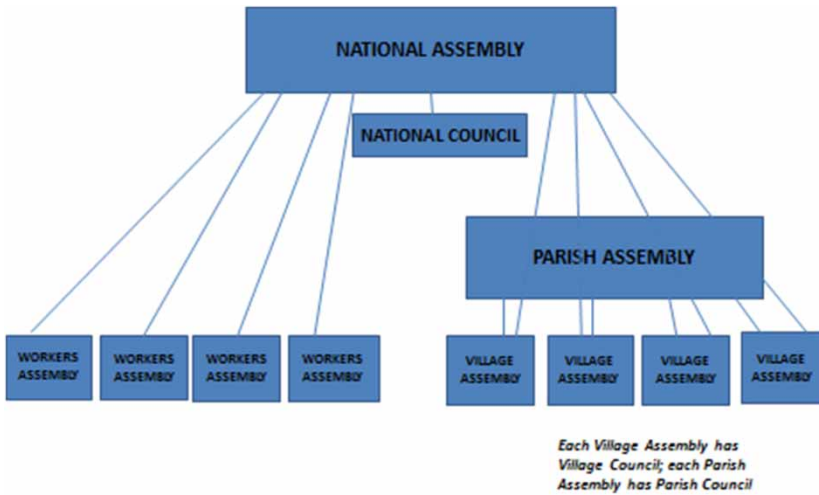 NATIONAL ASSEMBLY
NATIONAL COUNCIL
PARISH ASSEMBLY
WORKERS
ASSEMBLY
WORKERS
ASSEMBLY
WORKERS
ASSEMBLY
WORKERS
ASSEMBLY
VILLAGE
ASSEMBLY
VILLAGE
ASSEMBLY
VILLAGE
ASSEMBLY
VILLAGE
ASSEMBLY
Each Village Assembly has
Village Council; each Parish
Assembly has Parish Council